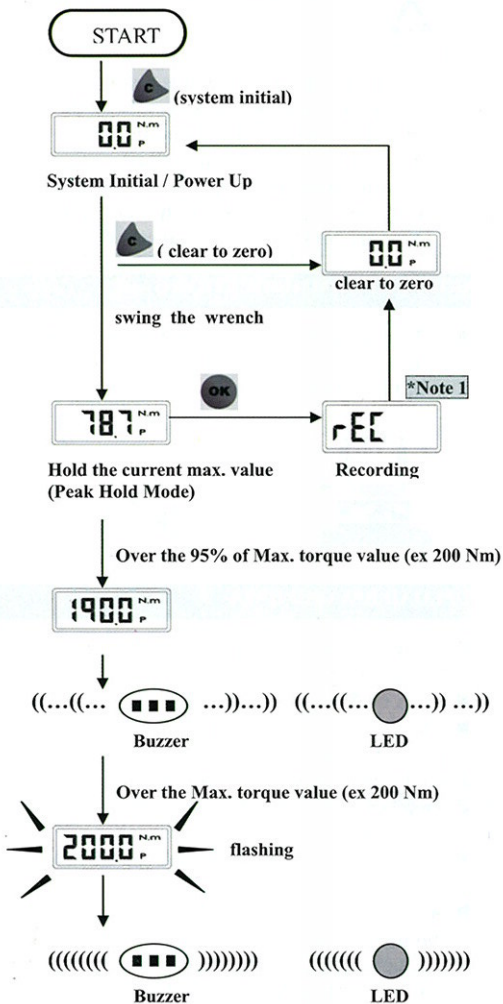 START
C (system initial)
0.0 N.m P
System Initial / Power Up
C ( clear to zero)
0.0 N.m P
clear to zero
swing the wrench
OK
*Note 1
78.7 N.m P
rEC
Hold the current max. value
(Peak Hold Mode)
Recording
Over the 95% of Max. torque value (ex 200 Nm)
190.0 N.m P
((…((… …))…)) ((…((… …)) …))
Buzzer LED
Over the Max. torque value (ex 200 Nm)
200.0 N.m P flashing
(((((((( )))))))) ((((((( )))))))
Buzzer LED